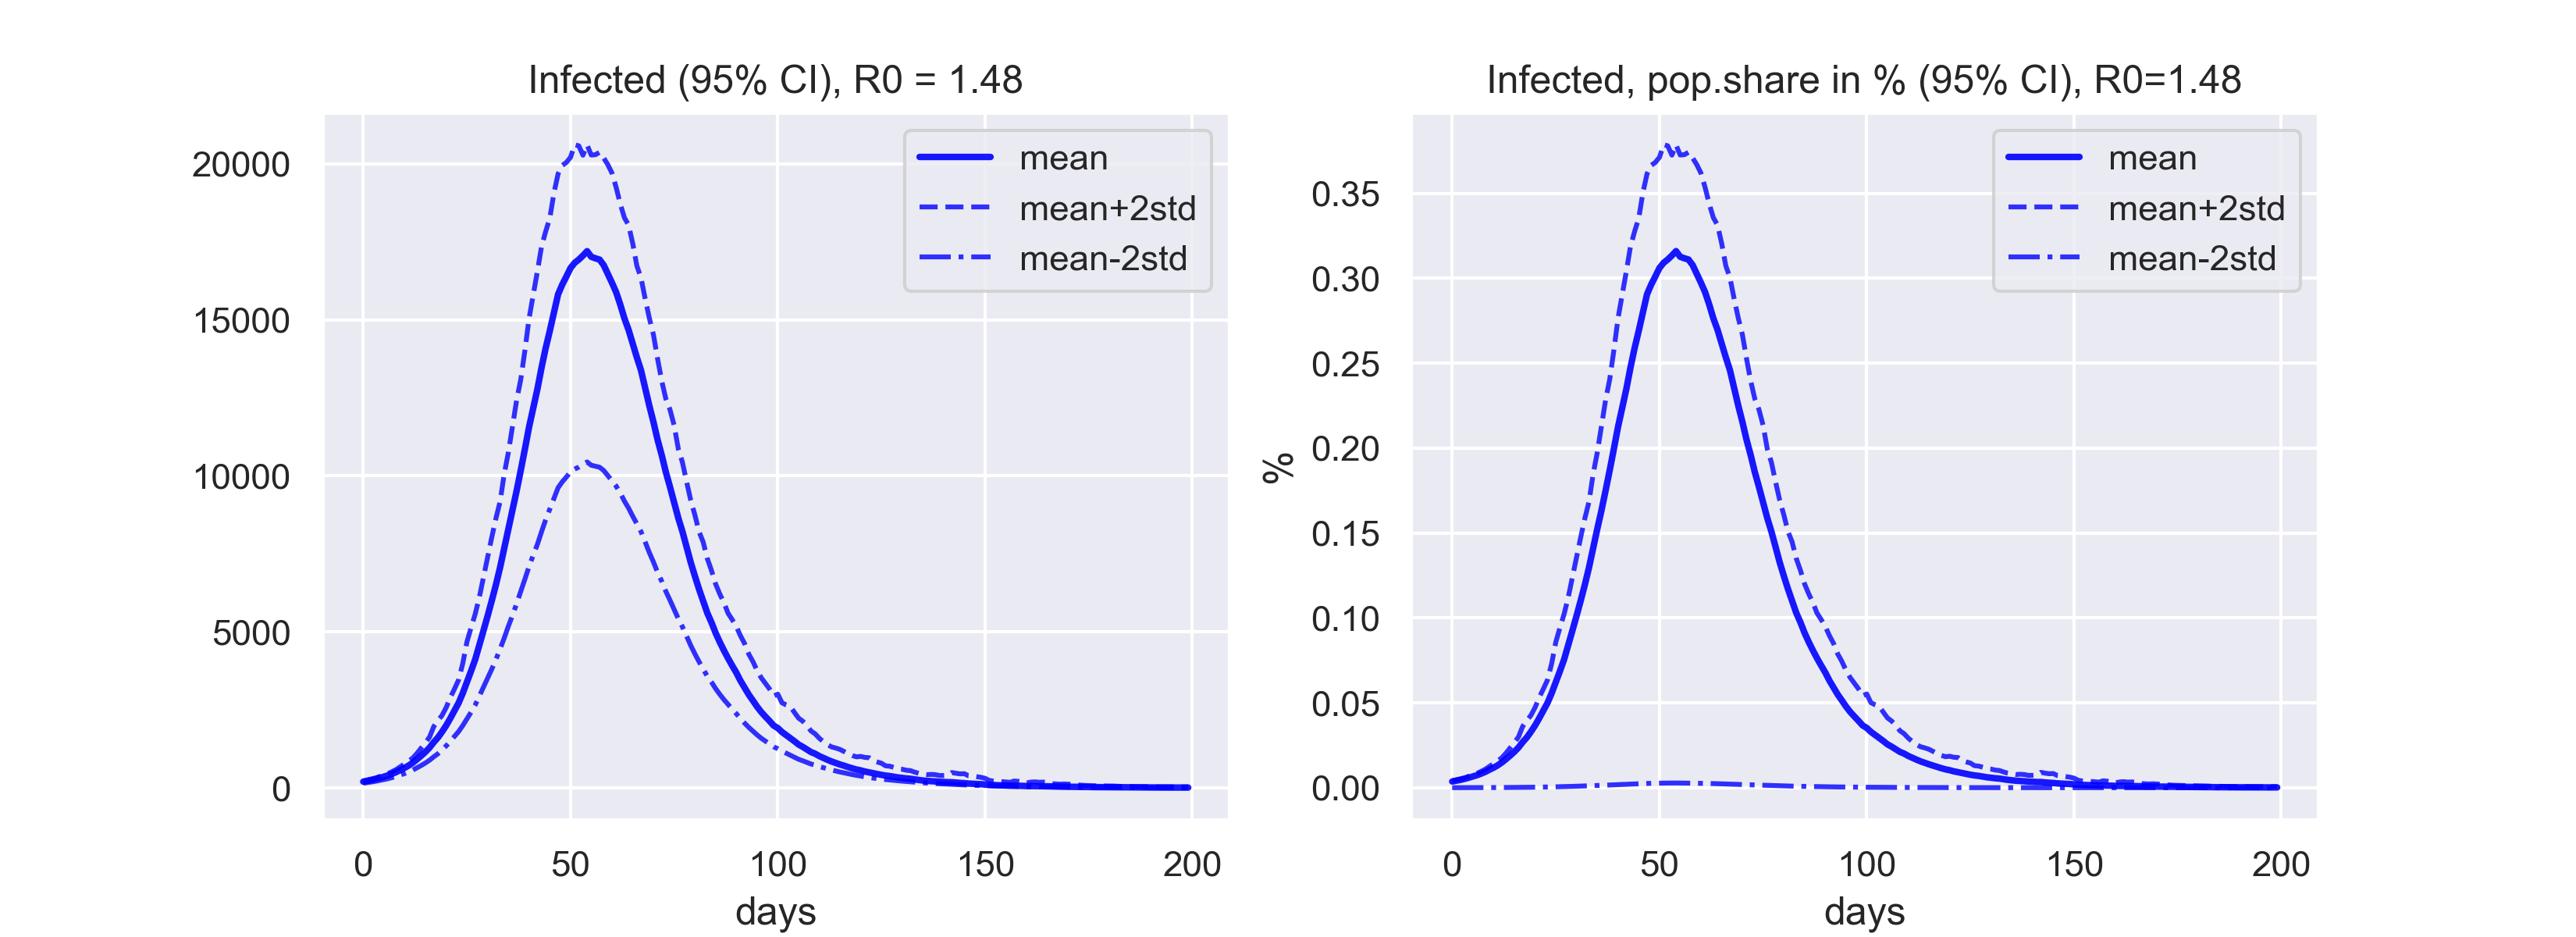 Infected (95% CI), R0 = 1.48
20000
15000
10000
5000
0
0 50 100 150 200
days
mean
mean+2std
mean-2std
Infected, pop.share in % (95% CI), R0=1.48
%
0.35
0.30
0.25
0.20
0.15
0.10
0.05
0.00
0 50 100 150 200
days
mean
mean+2std
mean-2std